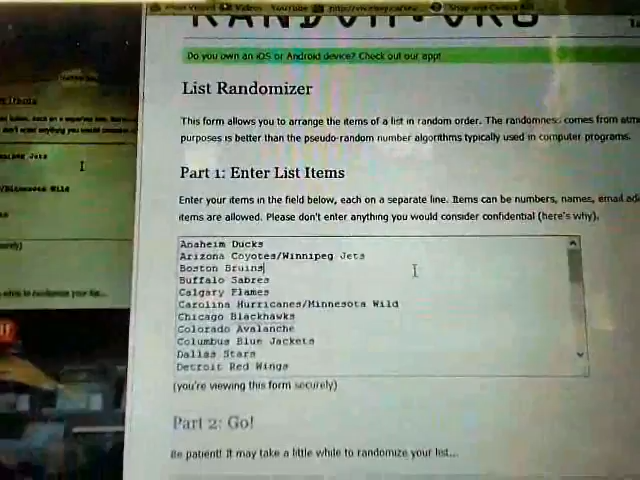 YouTube
RANDOM.ORG
Do you own an iOS or Android device? Check out our app!
List Randomizer
This form allows you to arrange the items of a list in random order. The randomness comes from atmo
purposes is better than the pseudo-random number algorithms typically used in computer programs.
Part 1: Enter List Items
Enter your items in the field below, each on a separate line. Items can be numbers, names, email ad
items are allowed. Please don't enter anything you would consider confidential (here's why).
Anaheim Ducks
Arizona Coyotes/Winnipeg Jets
Boston Bruins
Buffalo Sabres
Calgary Flames
Carolina Hurricanes/Minnesota Wild
Chicago Blackhawks
Colorado Avalanche
Columbus Blue Jackets
Dallas Stars
Detroit Red Wings
(you're viewing this form securely)
Part 2: Go!
Be patient! It may take a little while to randomize your list...